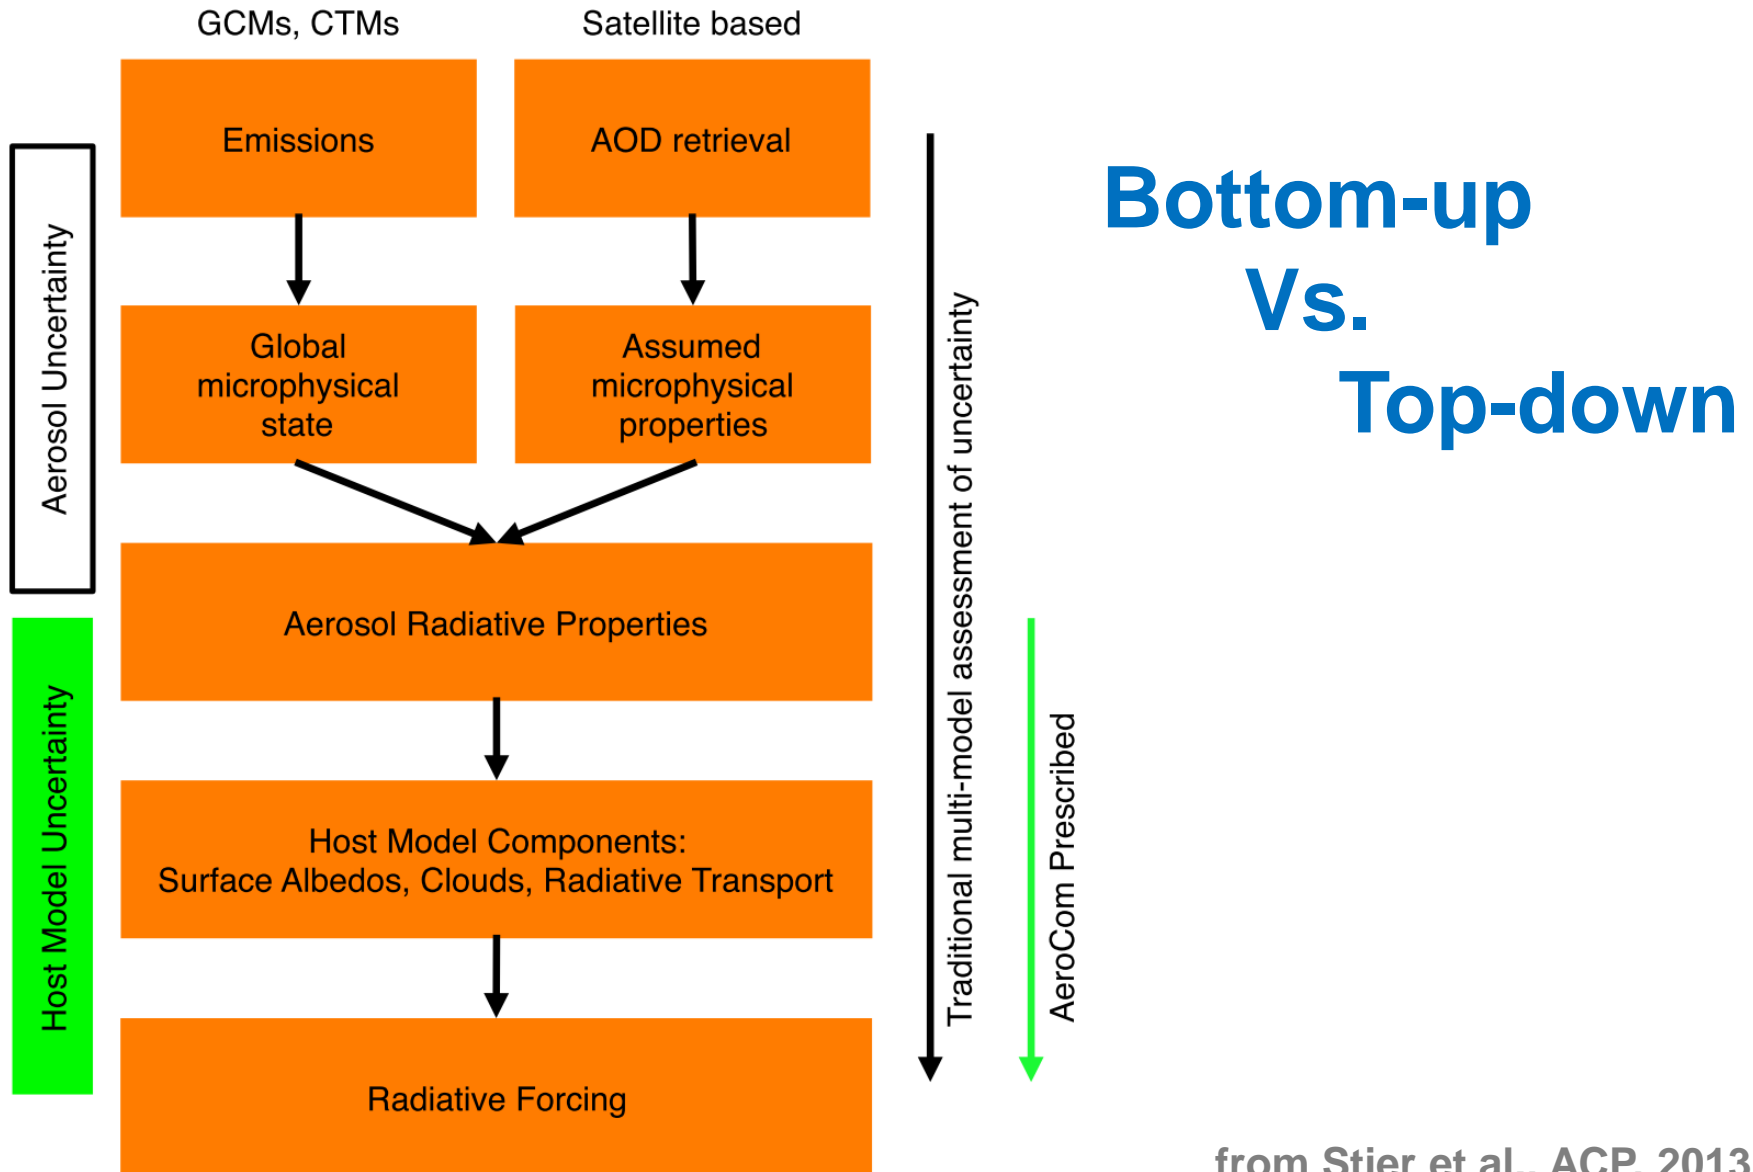 GCMs, CTMs
Satellite based
Emissions
AOD retrieval
Bottom-up
Vs.
Top-down
Aerosol Uncertainty
Global
microphysical
state
Assumed
microphysical
properties
Traditional multi-model assessment of uncertainty
Aerosol Radiative Properties
Host Model Uncertainty
AeroCom Prescribed
Host Model Components:
Surface Albedos, Clouds, Radiative Transport
Radiative Forcing
from Stier et al., ACP, 2013